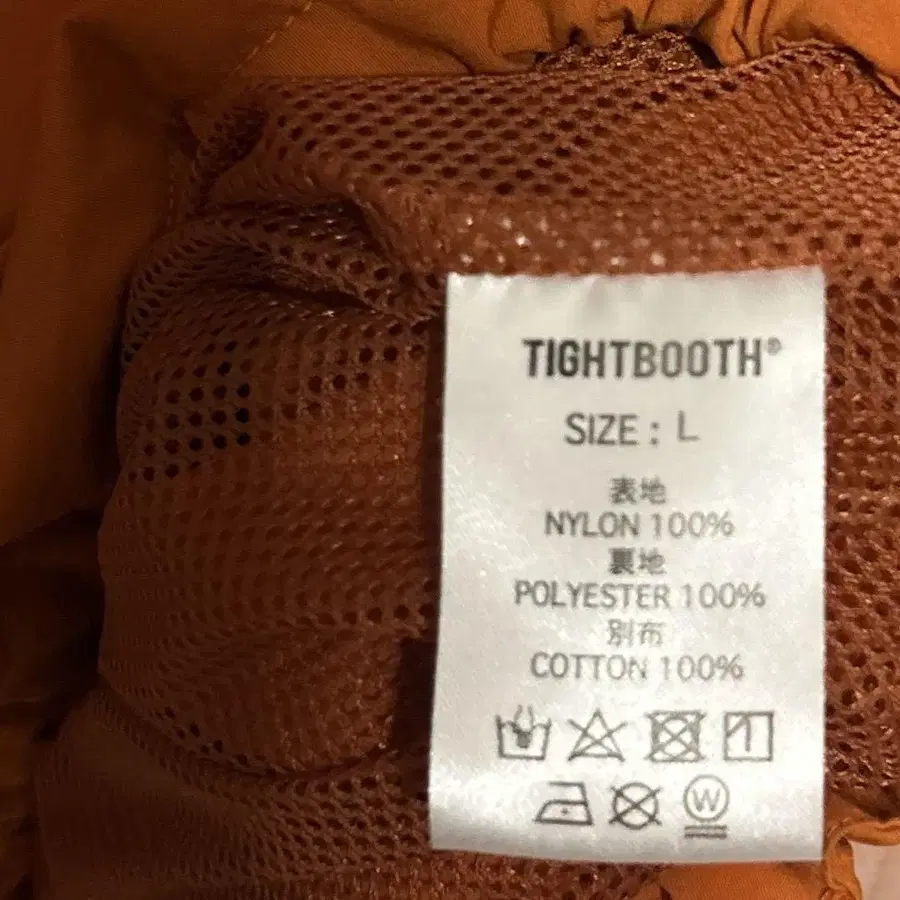 TIGHTBOOTH®
SIZE : L
表地
NYLON 100%
裏地
POLYESTER 100%
別布
COTTON 100%
W